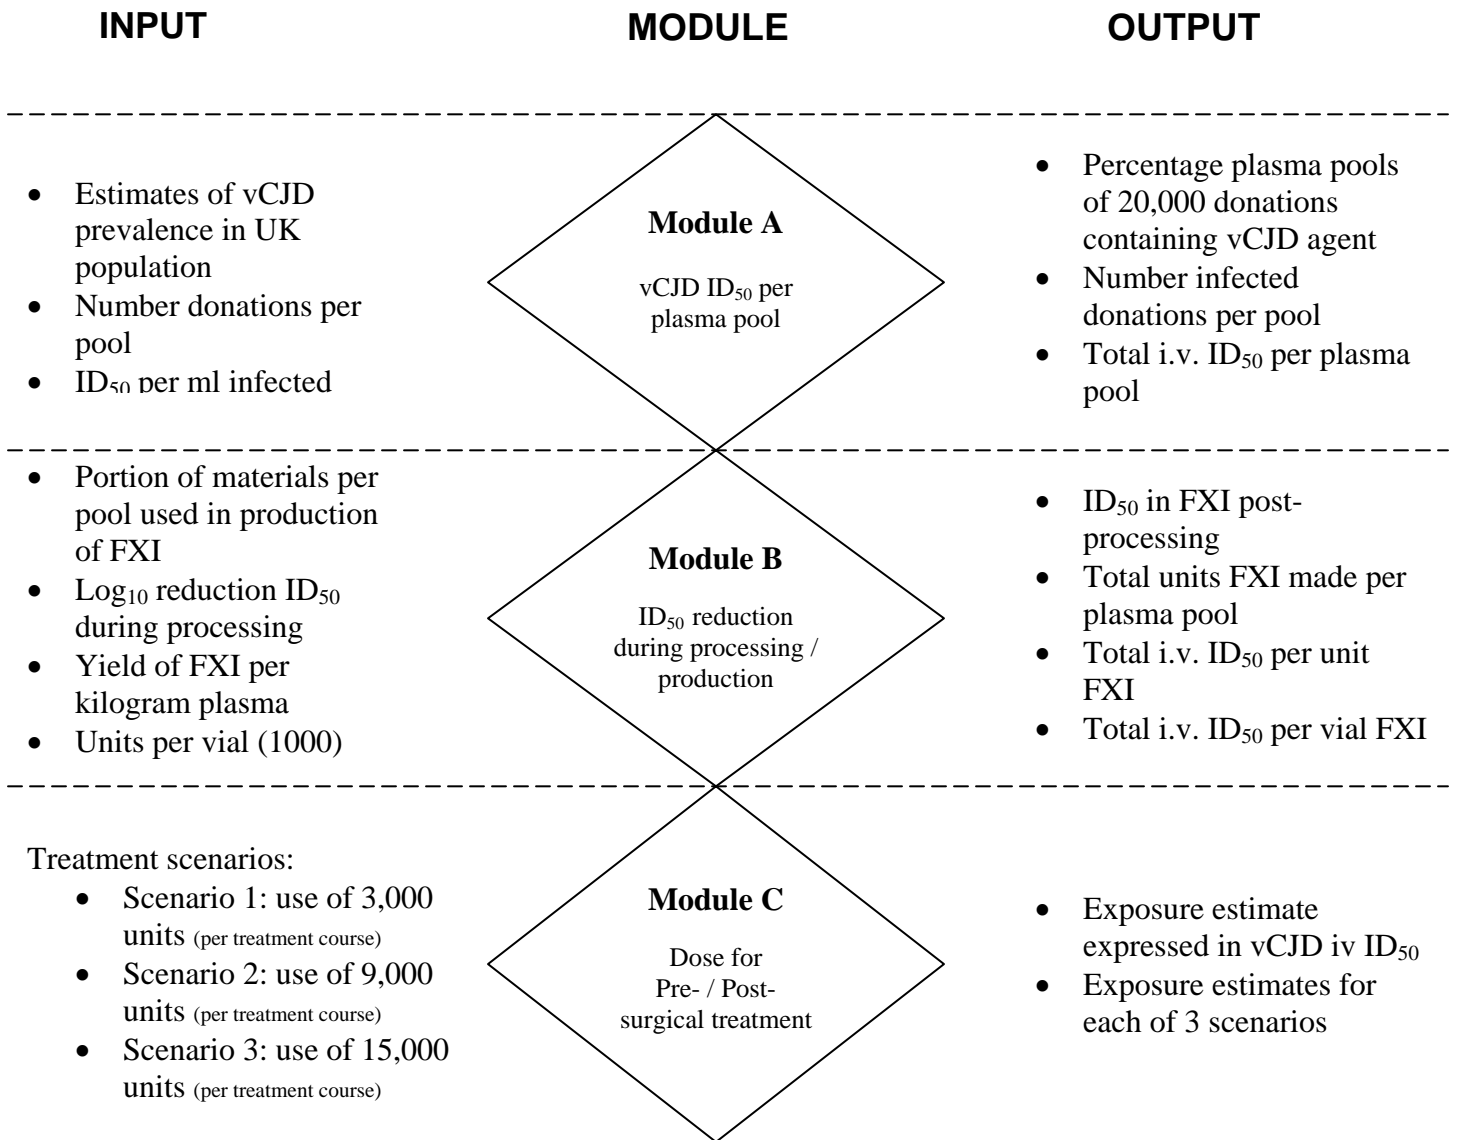 INPUT
MODULE
OUTPUT
• Estimates of vCJD
prevalence in UK
population
• Number donations per
pool
• ID₅₀ per ml infected
Module A
vCJD ID₅₀ per
plasma pool
• Percentage plasma pools
of 20,000 donations
containing vCJD agent
• Number infected
donations per pool
• Total i.v. ID₅₀ per plasma
pool
• Portion of materials per
pool used in production
of FXI
• Log₁₀ reduction ID₅₀
during processing
• Yield of FXI per
kilogram plasma
• Units per vial (1000)
Module B
ID₅₀ reduction
during processing /
production
• ID₅₀ in FXI post-
processing
• Total units FXI made per
plasma pool
• Total i.v. ID₅₀ per unit
FXI
• Total i.v. ID₅₀ per vial FXI
Treatment scenarios:
• Scenario 1: use of 3,000
units (per treatment course)
• Scenario 2: use of 9,000
units (per treatment course)
• Scenario 3: use of 15,000
units (per treatment course)
Module C
Dose for
Pre- / Post-
surgical treatment
• Exposure estimate
expressed in vCJD iv ID₅₀
• Exposure estimates for
each of 3 scenarios